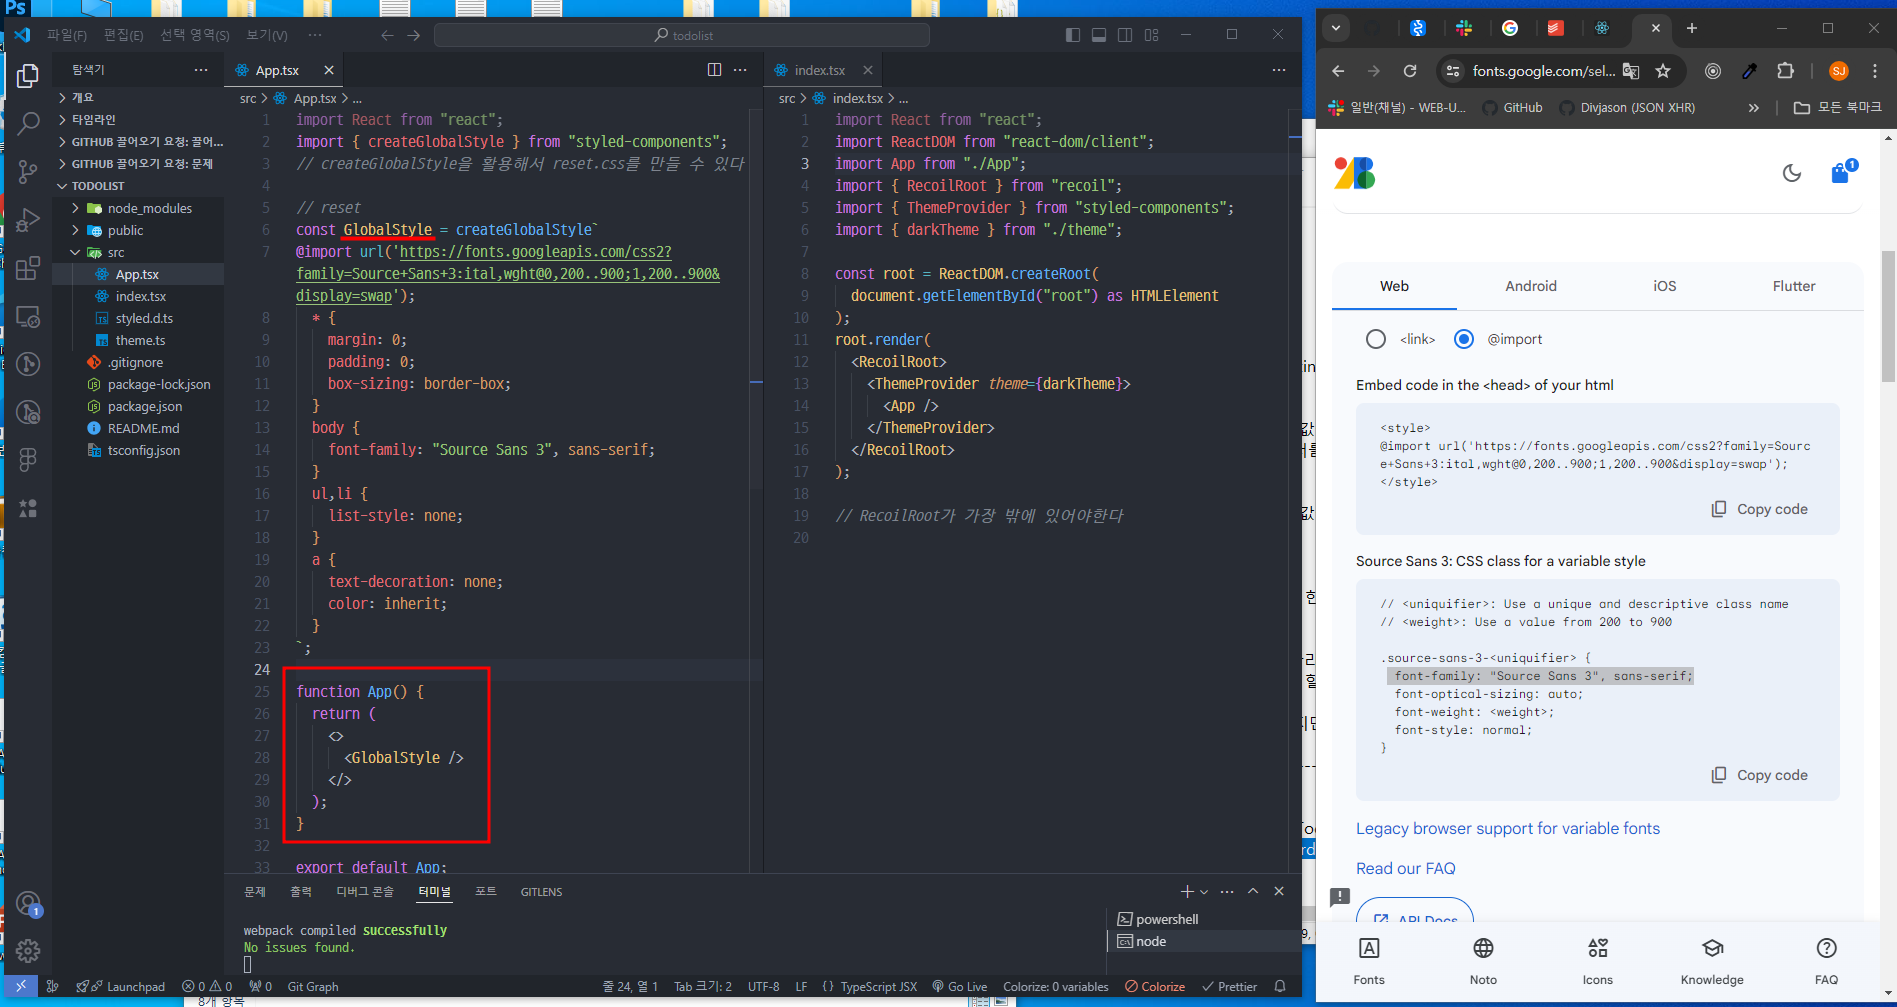 파일(F) 편집(E) 선택 영역(S) 보기(V) ···
todolist
탐색기
개요
타임라인
GITHUB 끌어오기 요청: 끌어...
GITHUB 끌어오기 요청: 문제
TODOLIST
node_modules
public
src
App.tsx
index.tsx
styled.d.ts
theme.ts
.gitignore
package-lock.json
package.json
README.md
tsconfig.json
App.tsx
src > App.tsx > ...
1 import React from "react";
2 import { createGlobalStyle } from "styled-components";
3 // createGlobalStyle을 활용해서 reset.css를 만들 수 있다
4
5 // reset
6 const GlobalStyle = createGlobalStyle`
7 @import url('https://fonts.googleapis.com/css2?
family=Source+Sans+3:ital,wght@0,200..900;1,200..900&
display=swap');
8 * {
9 margin: 0;
10 padding: 0;
11 box-sizing: border-box;
12 }
13 body {
14 font-family: "Source Sans 3", sans-serif;
15 }
16 ul,li {
17 list-style: none;
18 }
19 a {
20 text-decoration: none;
21 color: inherit;
22 }
23 `;
24
25 function App() {
26 return (
27 <>
28 <GlobalStyle />
29 </>
30 );
31 }
32
33 export default App;
index.tsx
src > index.tsx > ...
1 import React from "react";
2 import ReactDOM from "react-dom/client";
3 import App from "./App";
4 import { RecoilRoot } from "recoil";
5 import { ThemeProvider } from "styled-components";
6 import { darkTheme } from "./theme";
7
8 const root = ReactDOM.createRoot(
9 document.getElementById("root") as HTMLElement
10 );
11 root.render(
12 <RecoilRoot>
13 <ThemeProvider theme={darkTheme}>
14 <App />
15 </ThemeProvider>
16 </RecoilRoot>
17 );
18
19 // RecoilRoot가 가장 밖에 있어야한다
20
문제 출력 디버그 콘솔 터미널 포트 GITLENS
webpack compiled successfully
No issues found.
powershell
node
1
Launchpad 0 0 0 Git Graph
줄 24, 열 1 Tab 크기: 2 UTF-8 LF {} TypeScript JSX Go Live Colorize: 0 variables Colorize Prettier
8개 항목
Ps
fonts.google.com/sel...
SJ
일반(채널) - WEB-U... GitHub Divjason (JSON XHR) » 모든 북마크
1
Web Android iOS Flutter
<link> @import
Embed code in the <head> of your html
<style>
@import url('https://fonts.googleapis.com/css2?family=Sourc
e+Sans+3:ital,wght@0,200..900;1,200..900&display=swap');
</style>
Copy code
Source Sans 3: CSS class for a variable style
// <uniquifier>: Use a unique and descriptive class name
// <weight>: Use a value from 200 to 900
.source-sans-3-<uniquifier> {
font-family: "Source Sans 3", sans-serif;
font-optical-sizing: auto;
font-weight: <weight>;
font-style: normal;
}
Copy code
Legacy browser support for variable fonts
Read our FAQ
API Docs
Fonts Noto Icons Knowledge FAQ